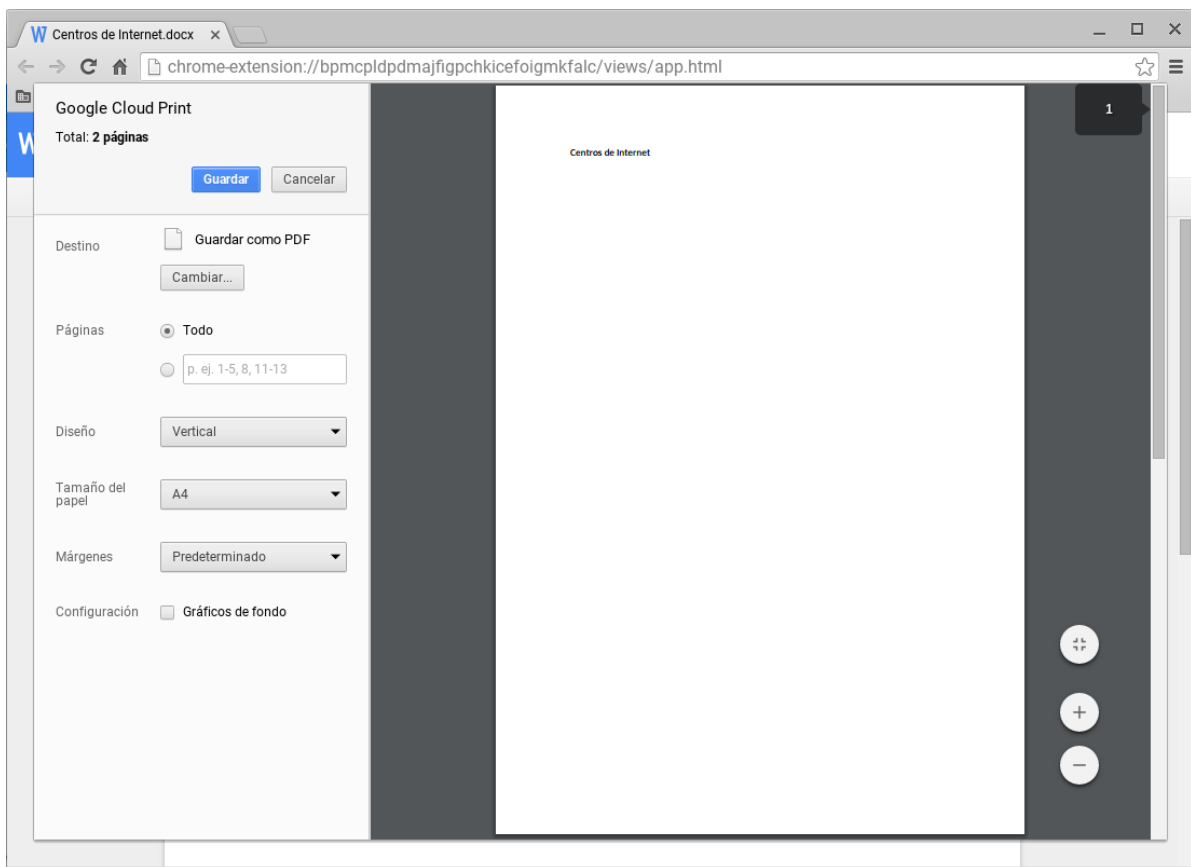 W Centros de Internet.docx
chrome-extension://bpmcpldpdmajfigpchkicefoigmkfalc/views/app.html
W
Google Cloud Print
Total: 2 páginas
Guardar
Cancelar
Destino
Guardar como PDF
Cambiar...
Páginas
Todo
p. ej. 1-5, 8, 11-13
Diseño
Vertical
Tamaño del
papel
A4
Márgenes
Predeterminado
Configuración
Gráficos de fondo
Centros de Internet
1